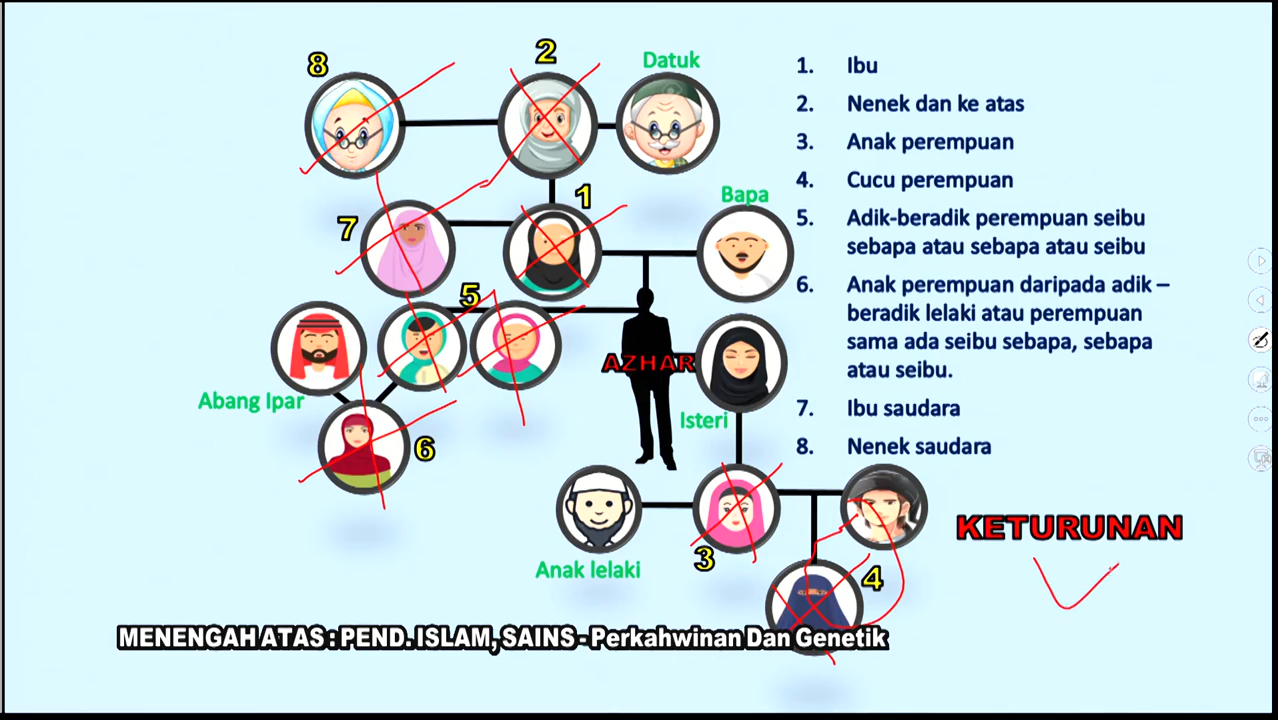 8
2
Datuk
7
1
Bapa
5
AZHAR
Abang Ipar
Isteri
6
3
Anak lelaki
4
1. Ibu
2. Nenek dan ke atas
3. Anak perempuan
4. Cucu perempuan
5. Adik-beradik perempuan seibu
sebapa atau sebapa atau seibu
6. Anak perempuan daripada adik –
beradik lelaki atau perempuan
sama ada seibu sebapa, sebapa
atau seibu.
7. Ibu saudara
8. Nenek saudara
KETURUNAN
MENENGAH ATAS : PEND. ISLAM, SAINS - Perkahwinan Dan Genetik